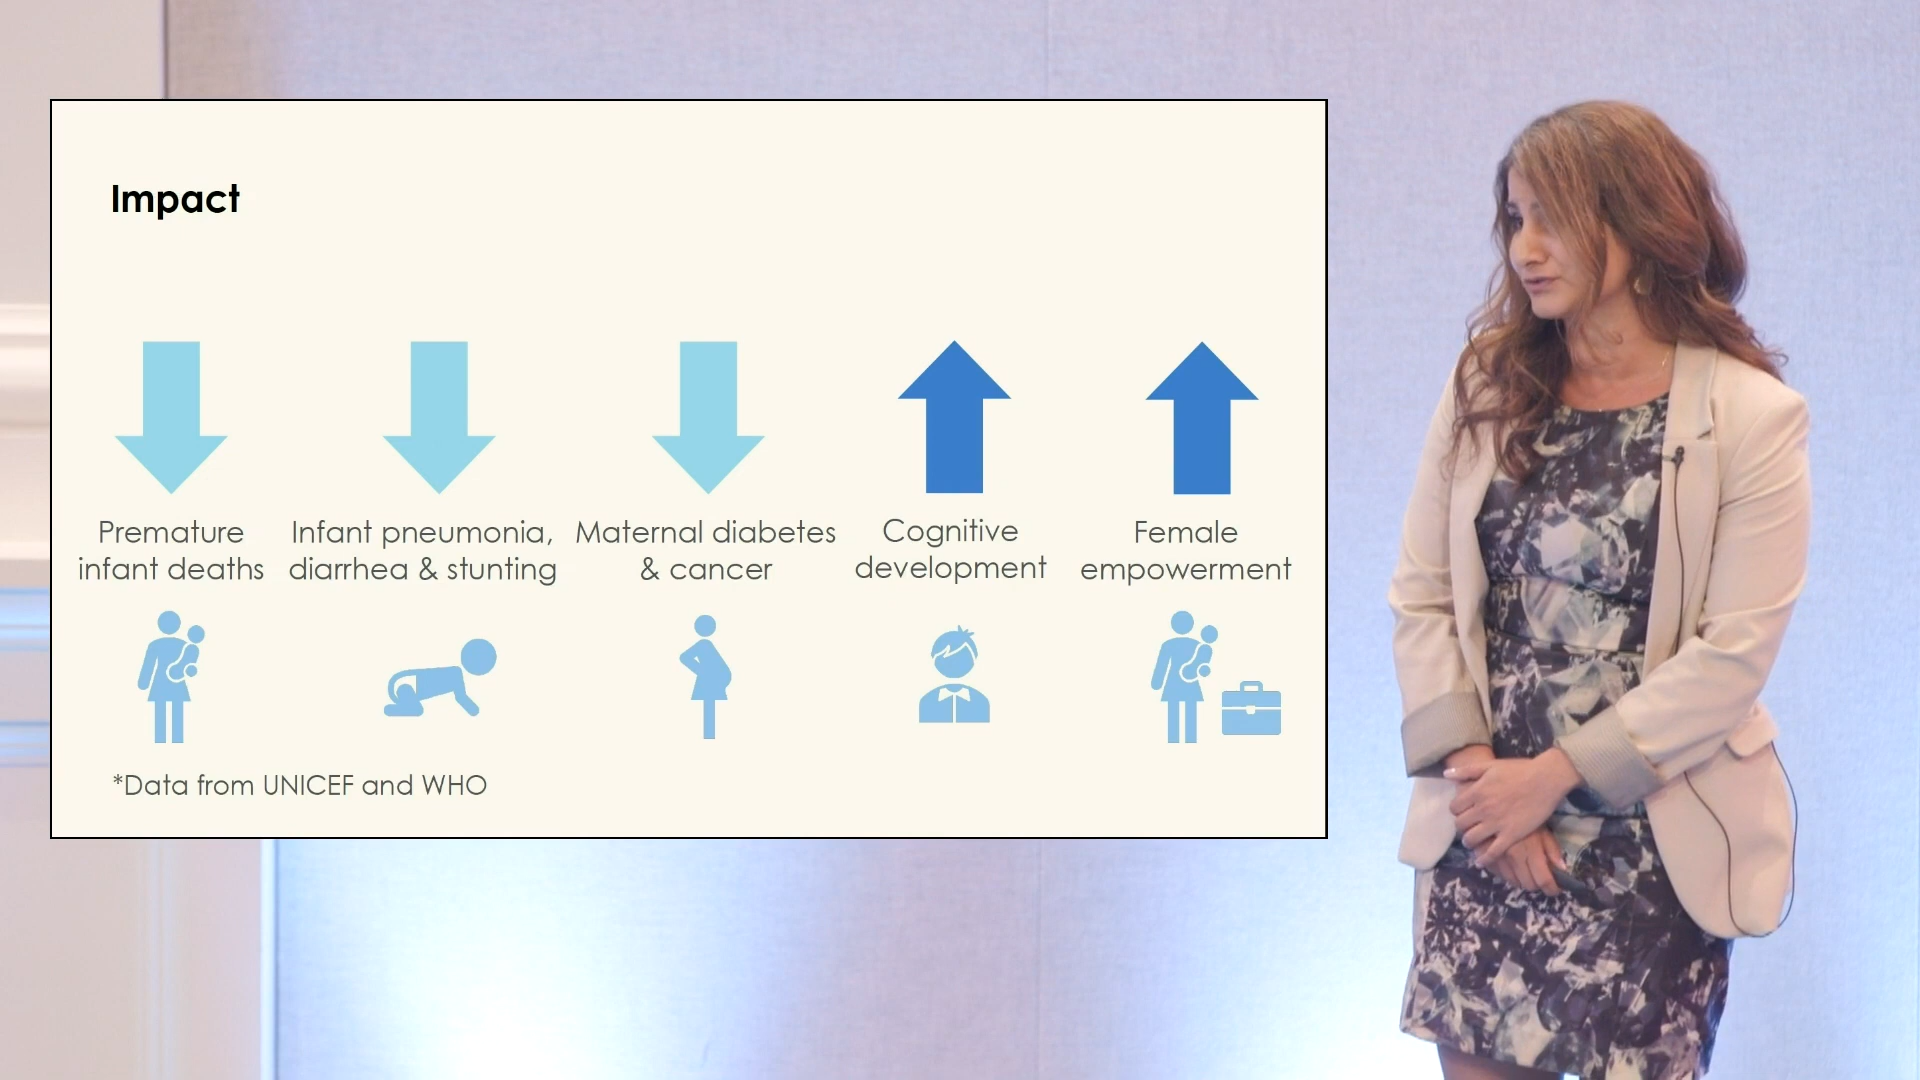 Impact
Premature
infant deaths
Infant pneumonia,
diarrhea & stunting
Maternal diabetes
& cancer
Cognitive
development
Female
empowerment
*Data from UNICEF and WHO